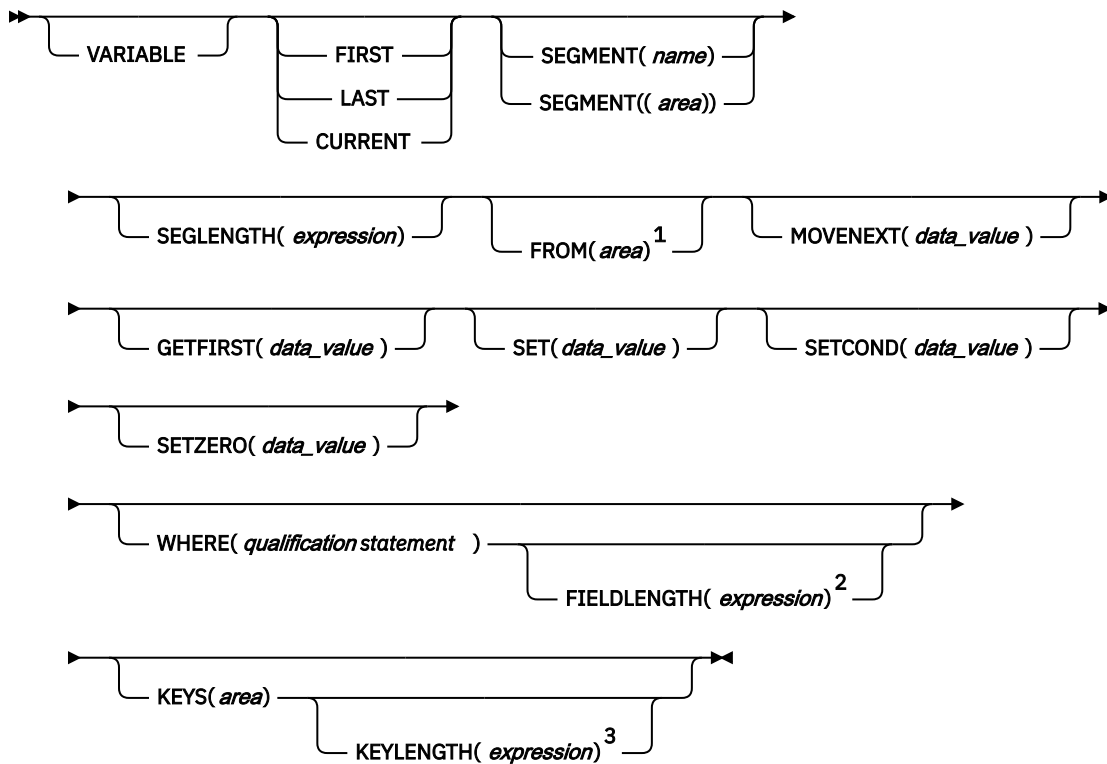 VARIABLE
FIRST
LAST
CURRENT
SEGMENT( name)
SEGMENT(( area))
SEGLENGTH( expression)
FROM( area) 1
MOVENEXT( data_value )
GETFIRST( data_value )
SET( data_value )
SETCOND( data_value )
SETZERO( data_value )
WHERE( qualification statement )
FIELDLENGTH( expression) 2
KEYS( area)
KEYLENGTH( expression) 3